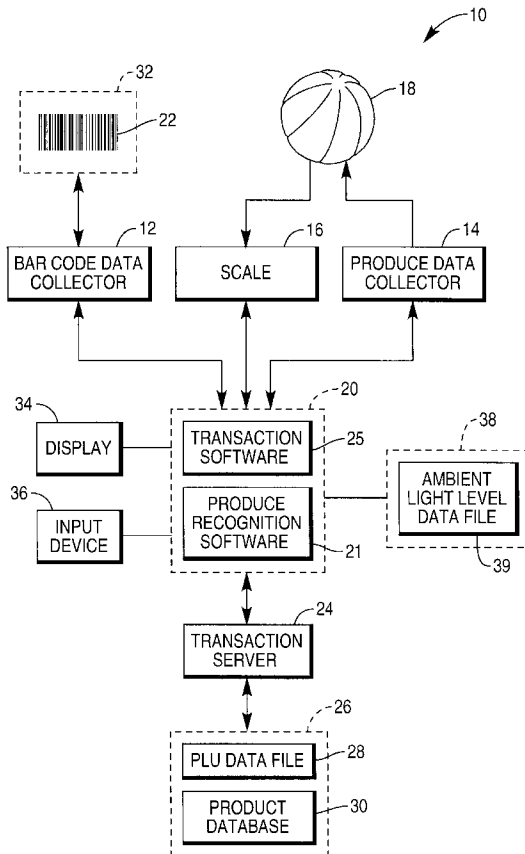 10
32
18
22
12
16
14
BAR CODE DATA
COLLECTOR
SCALE
PRODUCE DATA
COLLECTOR
20
34
38
DISPLAY
TRANSACTION
SOFTWARE
25
36
AMBIENT
LIGHT LEVEL
DATA FILE
INPUT
DEVICE
PRODUCE
RECOGNITION
SOFTWARE
21
39
24
TRANSACTION
SERVER
26
PLU DATA FILE
28
PRODUCT
DATABASE
30